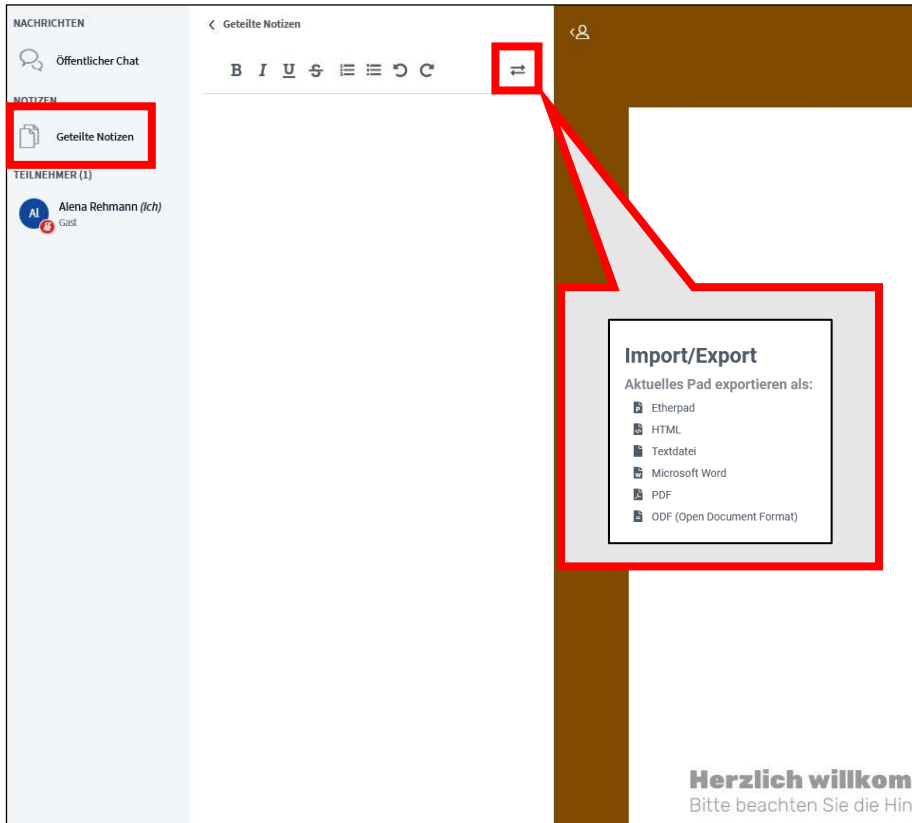 NACHRICHTEN
Öffentlicher Chat
NOTIZEN
Geteilte Notizen
TEILNEHMER (1)
Al
Alena Rehmann (Ich)
Gast
Geteilte Notizen
B I U S
Import/Export
Aktuelles Pad exportieren als:
Etherpad
HTML
Textdatei
Microsoft Word
PDF
ODF (Open Document Format)
Herzlich willkom
Bitte beachten Sie die Hin